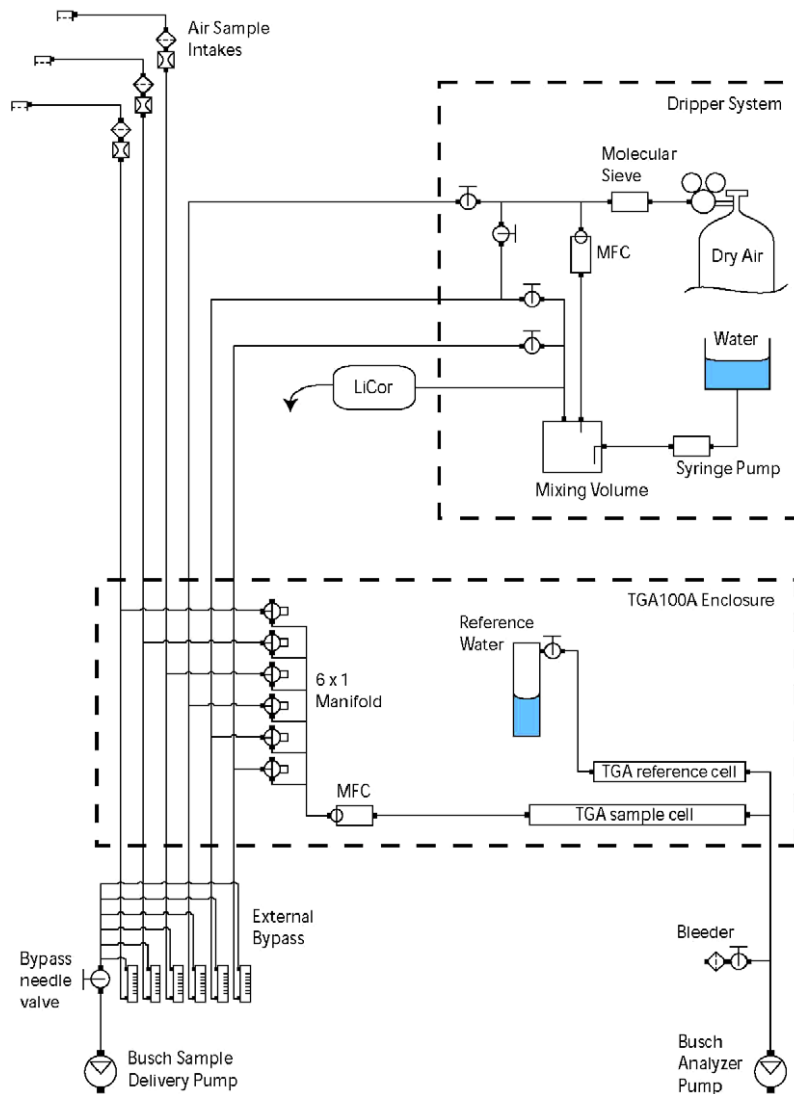 Air Sample
Intakes
Dripper System
Molecular
Sieve
MFC
Dry Air
Water
LiCor
Syringe Pump
Mixing Volume
TGA100A Enclosure
Reference
Water
6 x 1
Manifold
TGA reference cell
MFC
TGA sample cell
External
Bypass
Bleeder
Bypass
needle
valve
Busch Sample
Delivery Pump
Busch
Analyzer
Pump